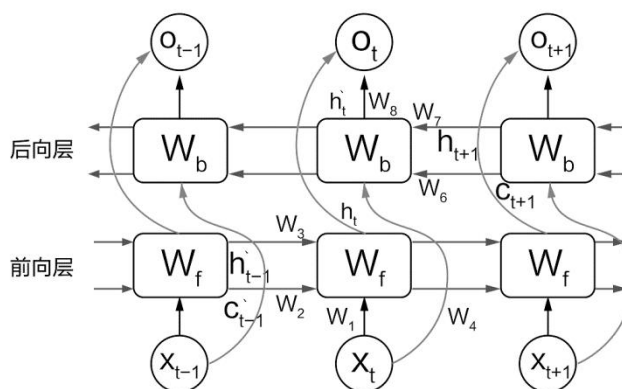 o_{t-1} o_t o_{t+1}
h`_t W_8 W_7
后向层 W_b W_b h_{t+1} W_b
W_6 c_{t+1}
h_t
W_3
前向层 W_f h`_{t-1} W_f W_f
c`_{t-1} W_2 W_1 W_4
x_{t-1} x_t x_{t+1}